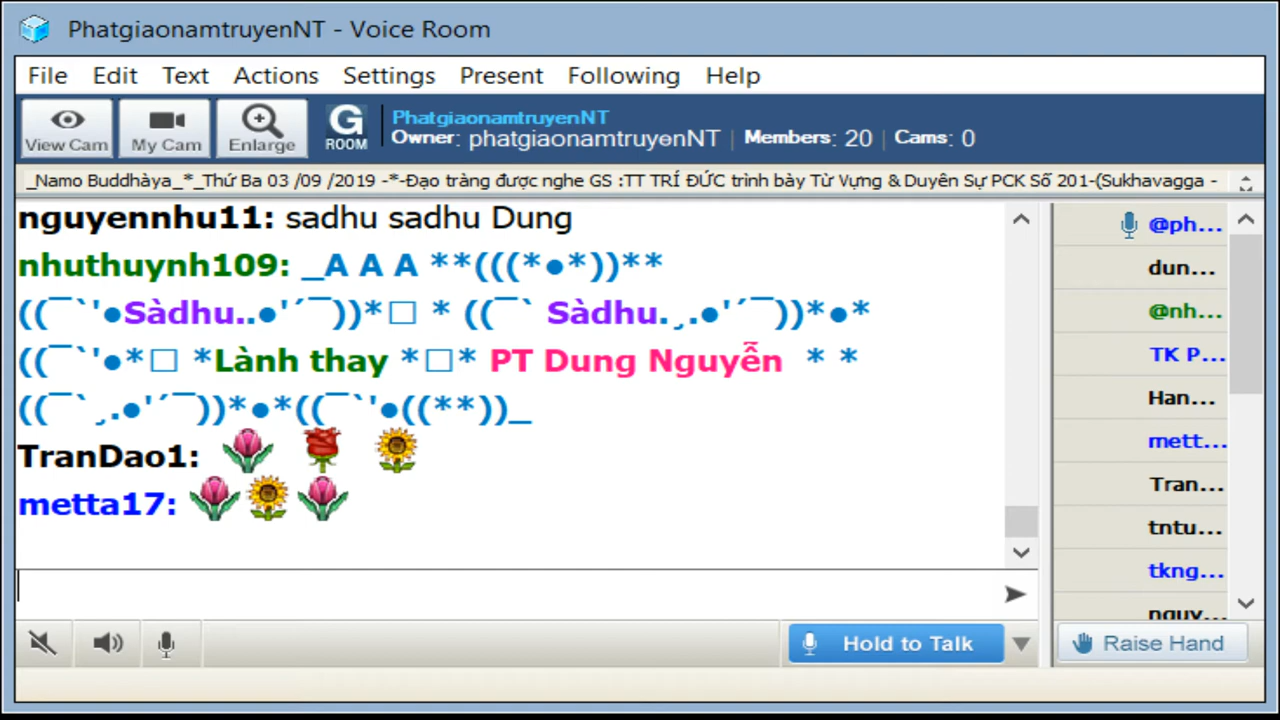 PhatgiaonamtruyenNT - Voice Room
File Edit Text Actions Settings Present Following Help
View Cam My Cam Enlarge G ROOM
PhatgiaonamtruyenNT
Owner: phatgiaonamtruyenNT | Members: 20 | Cams: 0
_Namo Buddhàya_*_Thứ Ba 03 /09 /2019 -*-Đạo tràng được nghe GS :TT TRÍ ĐỨC trình bày Từ Vựng & Duyên Sự PCK Số 201-(Sukhavagga -
nguyennhu11: sadhu sadhu Dung
nhuthuynh109: _A A A **(((*●*))**
((¯`'●Sàdhu..●'´¯))*□ * ((¯` Sàdhu.¸.●'´¯))*●*
((¯`'●*□ *Lành thay *□* PT Dung Nguyễn * *
((¯`¸.●'´¯))*●*((¯`'●((**))_
TranDao1:
metta17:
@ph...
dun...
@nh...
TK P...
Han...
mett...
Tran...
tntu...
tkng...
nguy...
Hold to Talk
Raise Hand